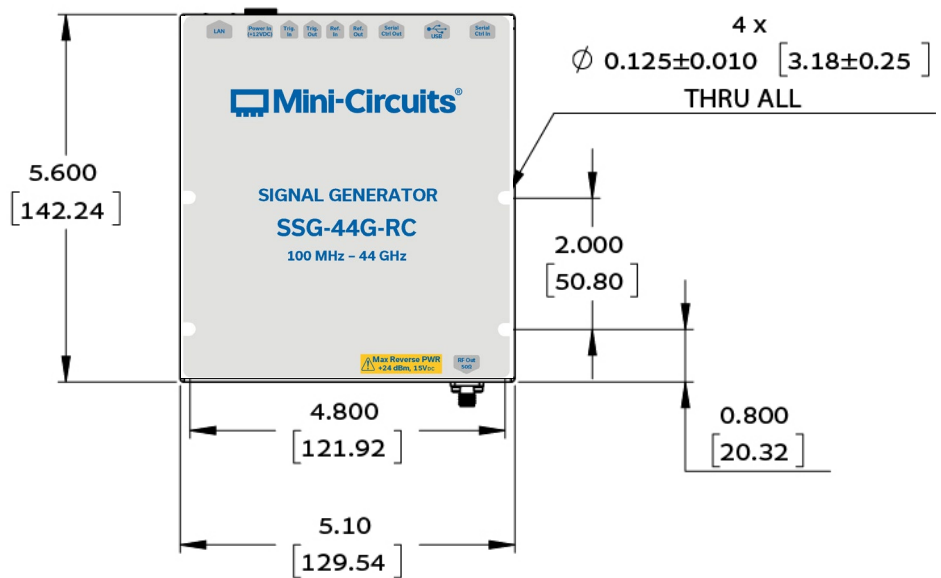 LAN
Power In
(+12VDC)
Trig.
In
Trig.
Out
Ref.
In
Ref.
Out
Serial
Ctrl Out
USB
Serial
Ctrl In
4 x
∅ 0.125±0.010 [3.18±0.25]
THRU ALL
Mini-Circuits®
5.600
[142.24]
SIGNAL GENERATOR
SSG-44G-RC
100 MHz – 44 GHz
2.000
[50.80]
Max Reverse PWR
+24 dBm, 15VDC
RF Out
50Ω
4.800
[121.92]
0.800
[20.32]
5.10
[129.54]